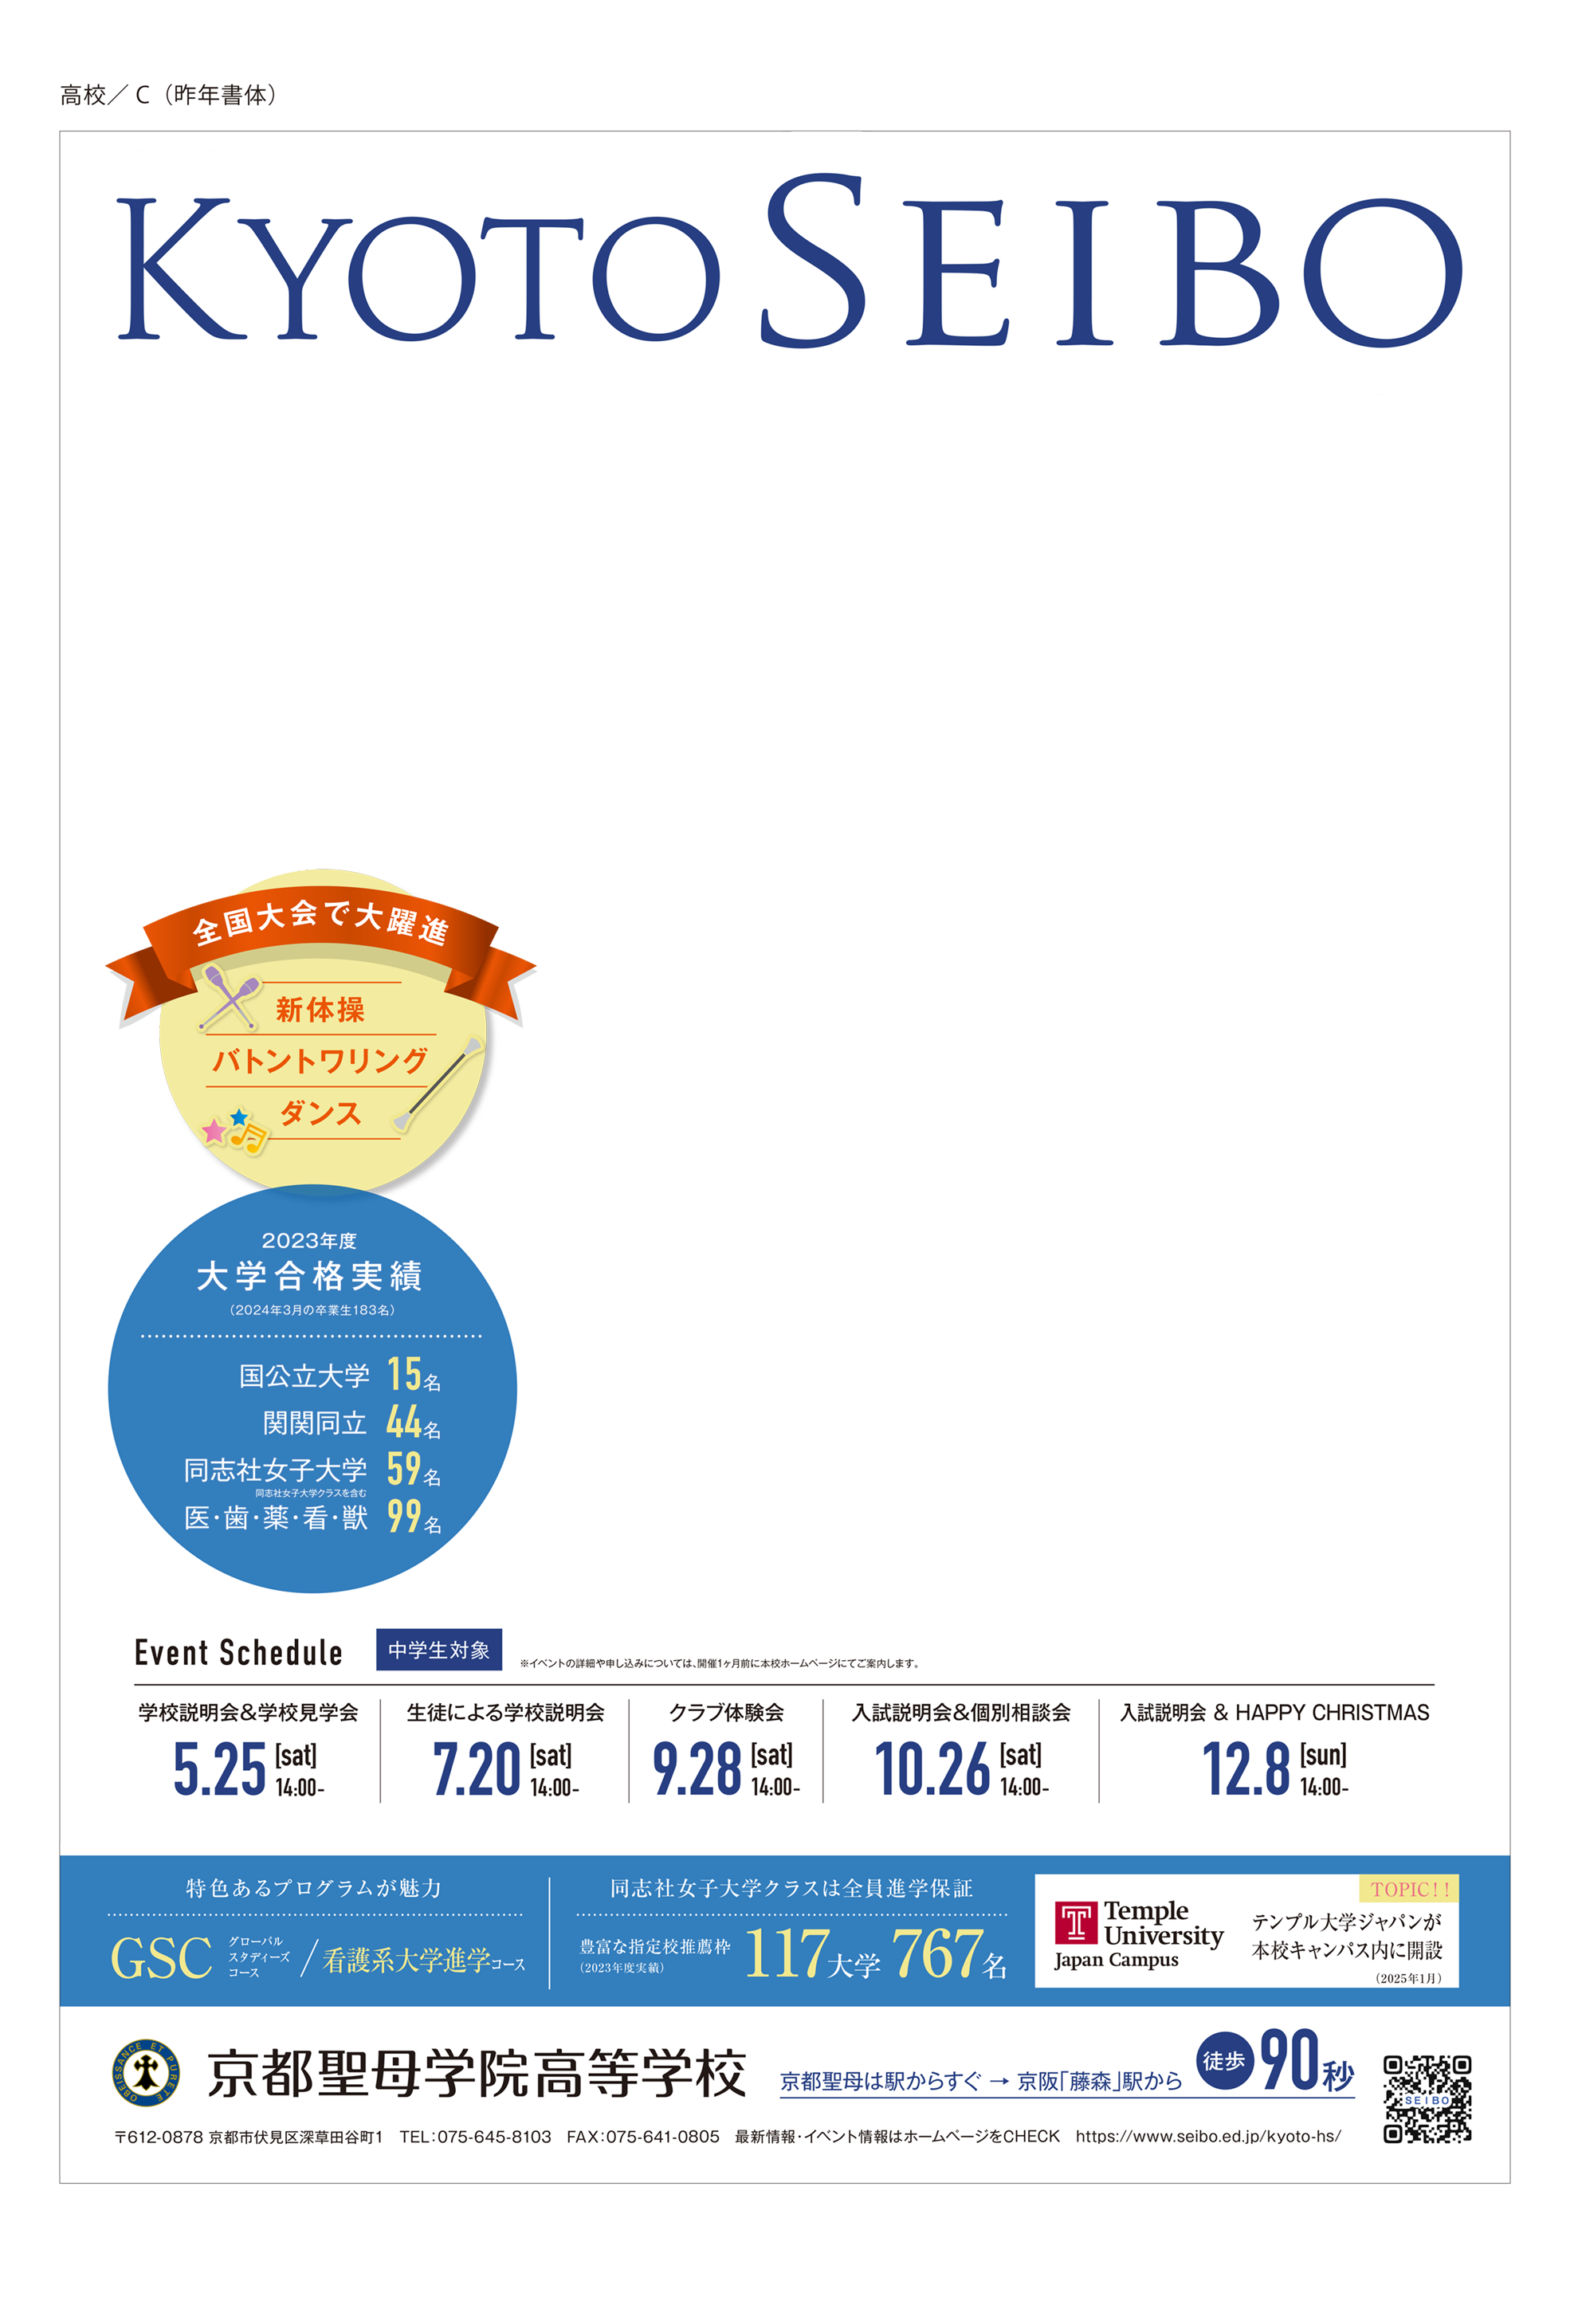 高校／C（昨年書体）
KYOTO SEIBO
全国大会で大躍進
新体操
バトントワリング
ダンス
2023年度
大学合格実績
（2024年3月の卒業生183名）
国公立大学 15名
関関同立 44名
同志社女子大学 59名
同志社女子大学クラスを含む
医・歯・薬・看・獣 99名
Event Schedule 中学生対象 ※イベントの詳細や申し込みについては、開催1ヶ月前に本校ホームページにてご案内します。
学校説明会&学校見学会
5.25 [sat] 14:00-
生徒による学校説明会
7.20 [sat] 14:00-
クラブ体験会
9.28 [sat] 14:00-
入試説明会&個別相談会
10.26 [sat] 14:00-
入試説明会 & HAPPY CHRISTMAS
12.8 [sun] 14:00-
特色あるプログラムが魅力
GSC グローバルスタディーズコース／看護系大学進学コース
同志社女子大学クラスは全員進学保証
豊富な指定校推薦枠 117大学 767名
（2023年度実績）
TOPIC!!
Temple
University
Japan Campus
テンプル大学ジャパンが
本校キャンパス内に開設
（2025年1月）
OBEISSANCE ET PURETE
京都聖母学院高等学校
京都聖母は駅からすぐ → 京阪「藤森」駅から 徒歩 90秒
SEIBO
〒612-0878 京都市伏見区深草田谷町1 TEL：075-645-8103 FAX：075-641-0805 最新情報・イベント情報はホームページをCHECK https://www.seibo.ed.jp/kyoto-hs/